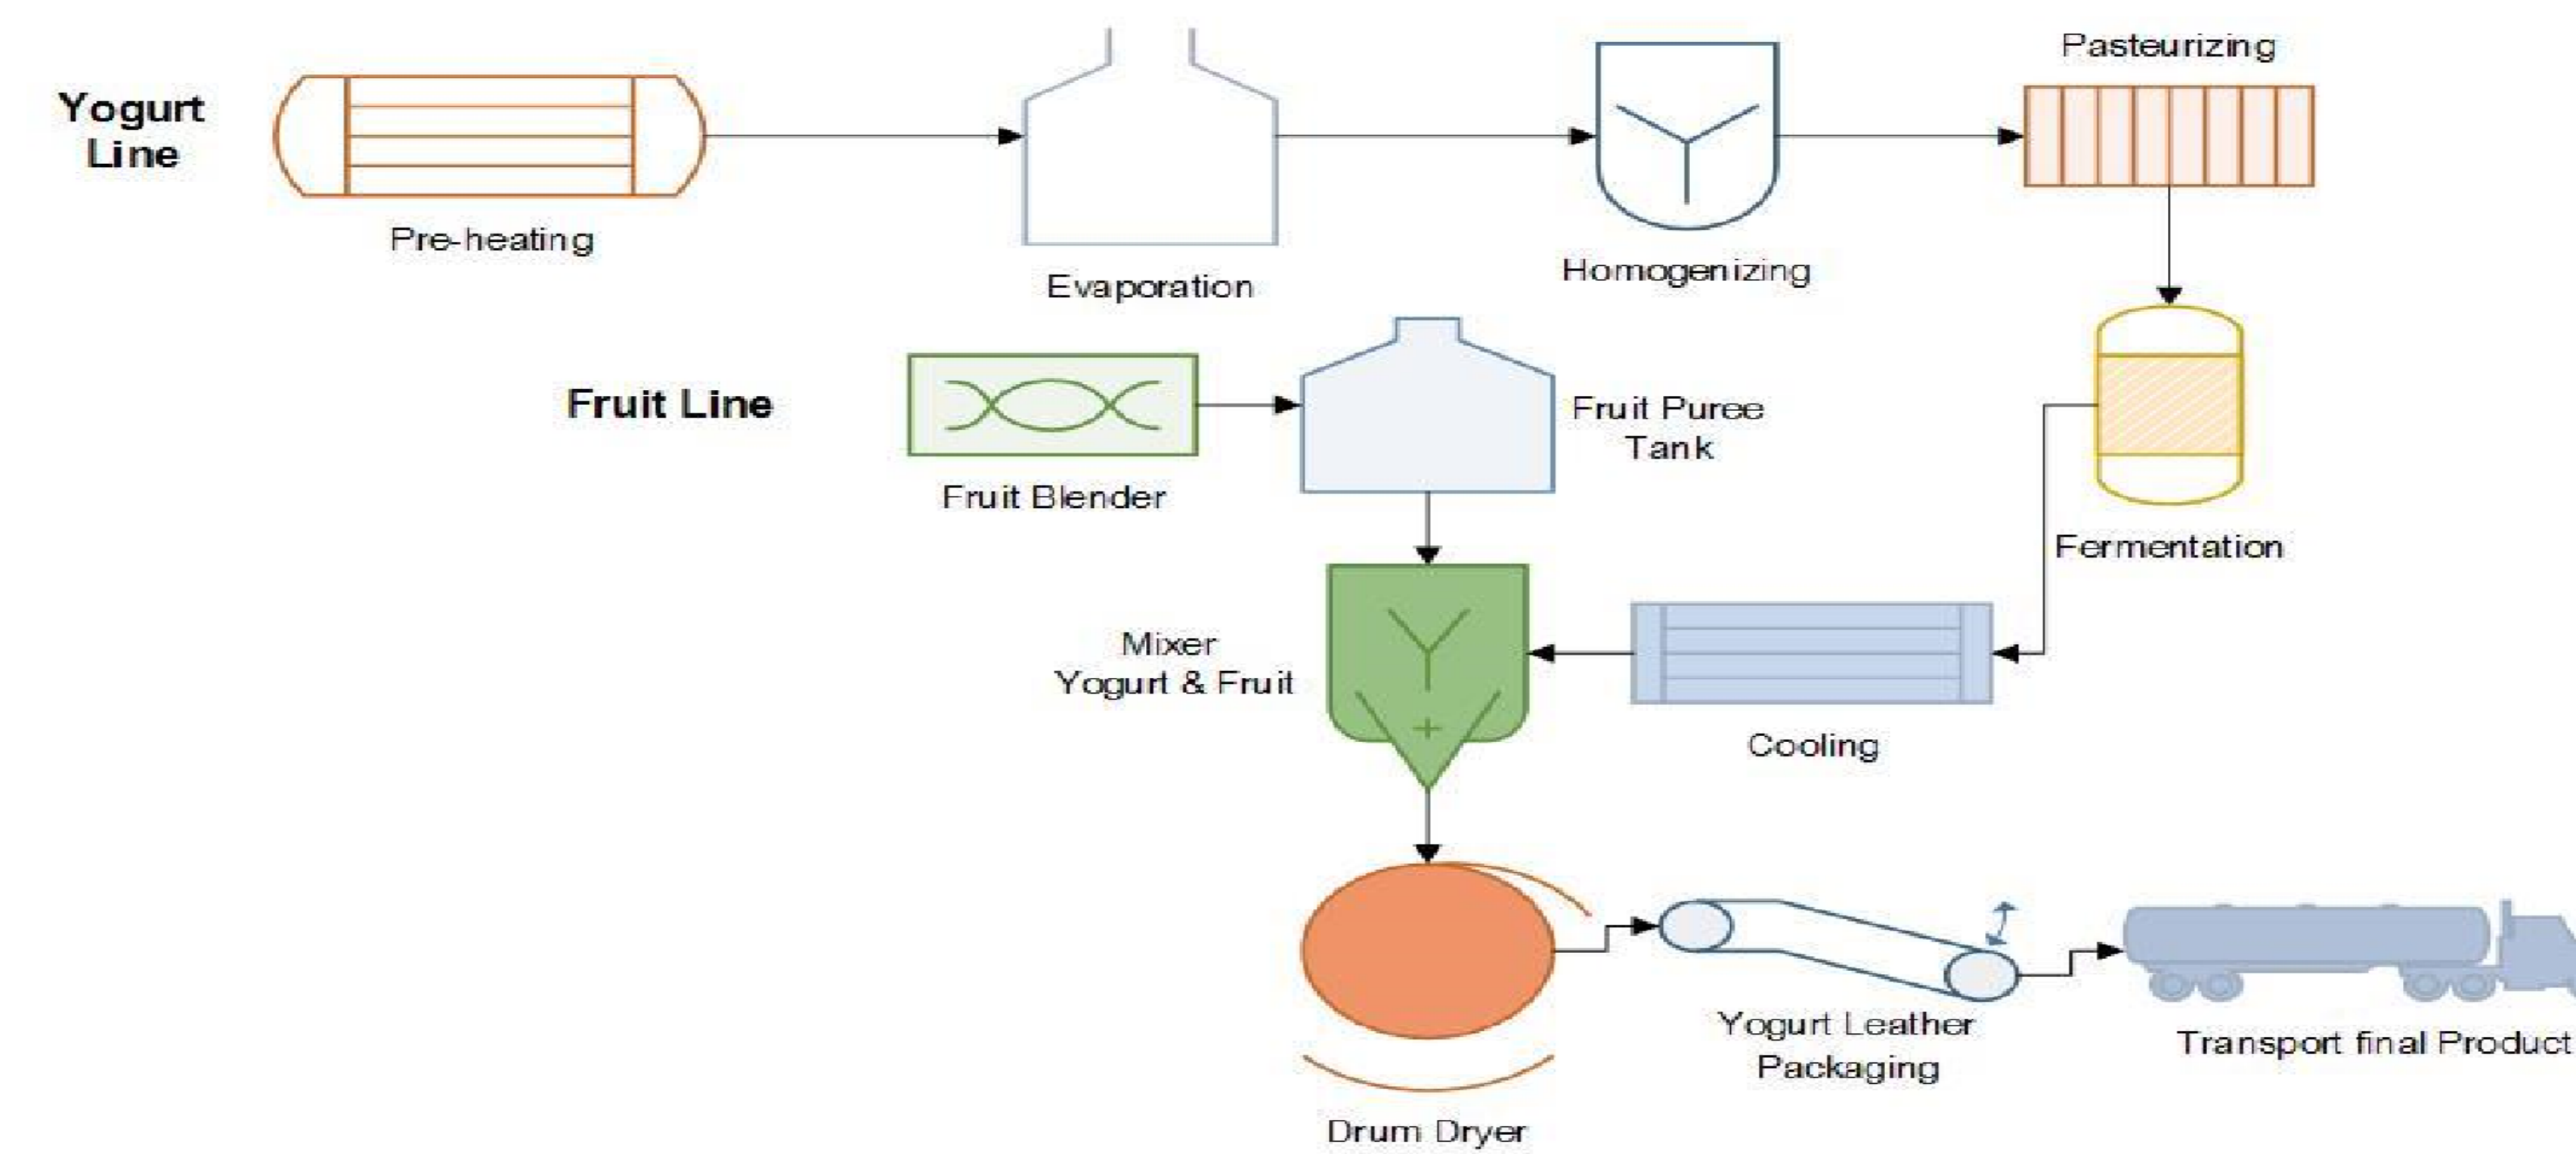 Yogurt
Line
Pre-heating
Evaporation
Homogenizing
Pasteurizing
Fruit Line
Fruit Blender
Fruit Puree
Tank
Fermentation
Mixer
Yogurt & Fruit
Cooling
Drum Dryer
Yogurt Leather
Packaging
Transport final Product